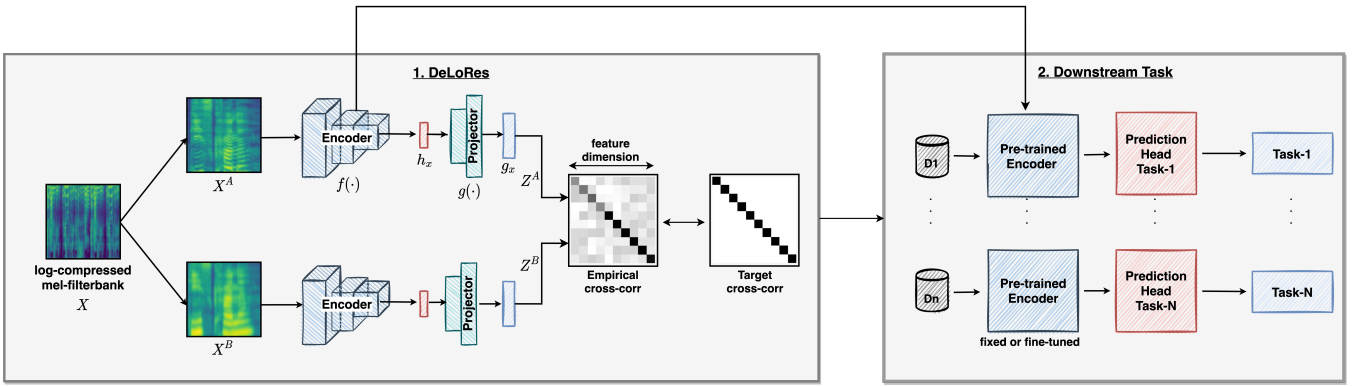 1. DeLoRes
2. Downstream Task
log-compressed
mel-filterbank
X
X^A
X^B
Encoder
f(·)
h_x
Projector
g(·)
g_x
Z^A
Encoder
Projector
Z^B
feature
dimension
Empirical
cross-corr
Target
cross-corr
D1
Pre-trained
Encoder
Prediction
Head
Task-1
Task-1
Dn
Pre-trained
Encoder
fixed or fine-tuned
Prediction
Head
Task-N
Task-N